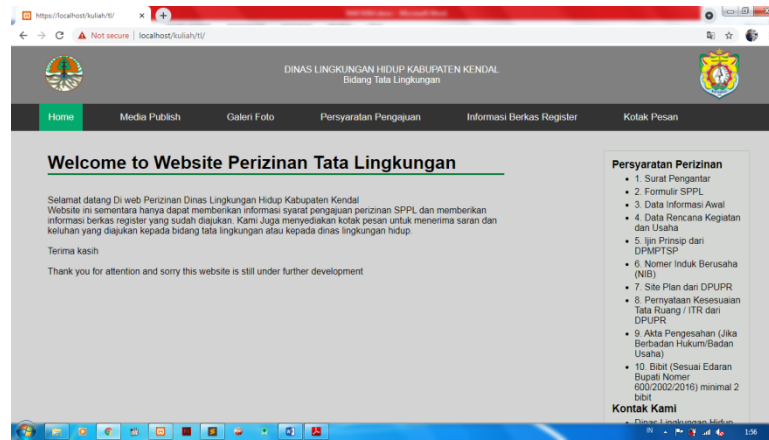 https://localhost/kuliah/tl/
Not secure
localhost/kuliah/tl/
DINAS LINGKUNGAN HIDUP KABUPATEN KENDAL
Bidang Tata Lingkungan
Home
Media Publish
Galeri Foto
Persyaratan Pengajuan
Informasi Berkas Register
Kotak Pesan
Welcome to Website Perizinan Tata Lingkungan
Selamat datang Di web Perizinan Dinas Lingkungan Hidup Kabupaten Kendal
Website ini sementara hanya dapat memberikan informasi syarat pengajuan perizinan SPPL dan memberikan
informasi berkas register yang sudah diajukan. Kami Juga menyediakan kotak pesan untuk menerima saran dan
keluhan yang diajukan kepada bidang tata lingkungan atau kepada dinas lingkungan hidup.
Terima kasih
Thank you for attention and sorry this website is still under further development
Persyaratan Perizinan
1. Surat Pengantar
2. Formulir SPPL
3. Data Informasi Awal
4. Data Rencana Kegiatan
dan Usaha
5. Ijin Prinsip dari
DPMPTSP
6. Nomer Induk Berusaha
(NIB)
7. Site Plan dari DPUPR
8. Pernyataan Kesesuaian
Tata Ruang / ITR dari
DPUPR
9. Akta Pengesahan (Jika
Berbadan Hukum/Badan
Usaha)
10. Bibit (Sesuai Edaran
Bupati Nomer
600/2002/2016) minimal 2
bibit
Kontak Kami
Dinas Lingkungan Hidup
IN
1:56